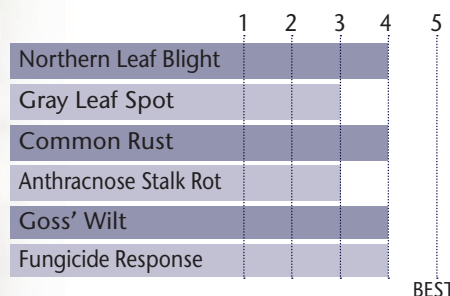 1 2 3 4 5
Northern Leaf Blight
Gray Leaf Spot
Common Rust
Anthracnose Stalk Rot
Goss’ Wilt
Fungicide Response
BEST